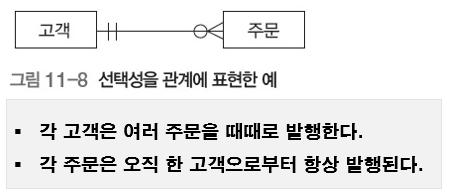 고객
주문
그림 11-8 선택성을 관계에 표현한 예
▪ 각 고객은 여러 주문을 때때로 발행한다.
▪ 각 주문은 오직 한 고객으로부터 항상 발행된다.